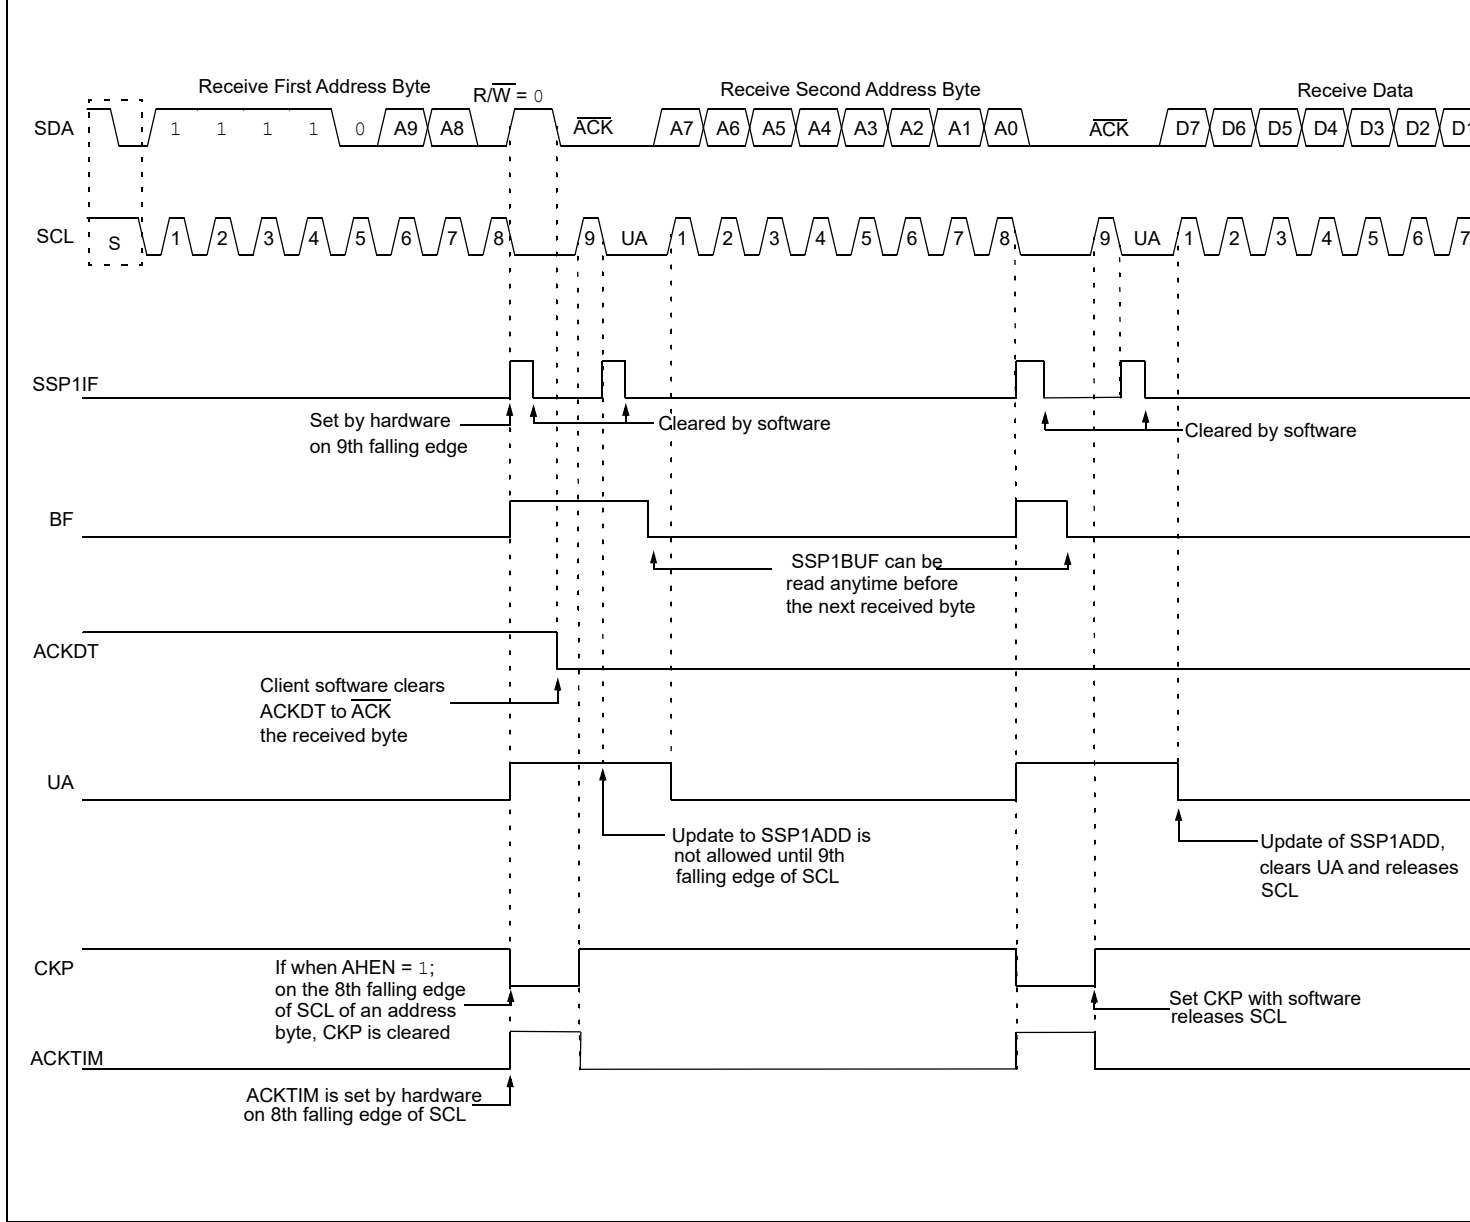 Receive First Address Byte
R/W = 0
Receive Second Address Byte
Receive Data
SDA
1 1 1 1 0 A9 A8
ACK
A7 A6 A5 A4 A3 A2 A1 A0
ACK
D7 D6 D5 D4 D3 D2 D1
SCL
S
1 2 3 4 5 6 7 8
9
UA
1 2 3 4 5 6 7 8
9
UA
1 2 3 4 5 6 7
SSP1IF
Set by hardware
on 9th falling edge
Cleared by software
Cleared by software
BF
SSP1BUF can be
read anytime before
the next received byte
ACKDT
Client software clears
ACKDT to ACK
the received byte
UA
Update to SSP1ADD is
not allowed until 9th
falling edge of SCL
Update of SSP1ADD,
clears UA and releases
SCL
CKP
If when AHEN = 1;
on the 8th falling edge
of SCL of an address
byte, CKP is cleared
Set CKP with software
releases SCL
ACKTIM
ACKTIM is set by hardware
on 8th falling edge of SCL